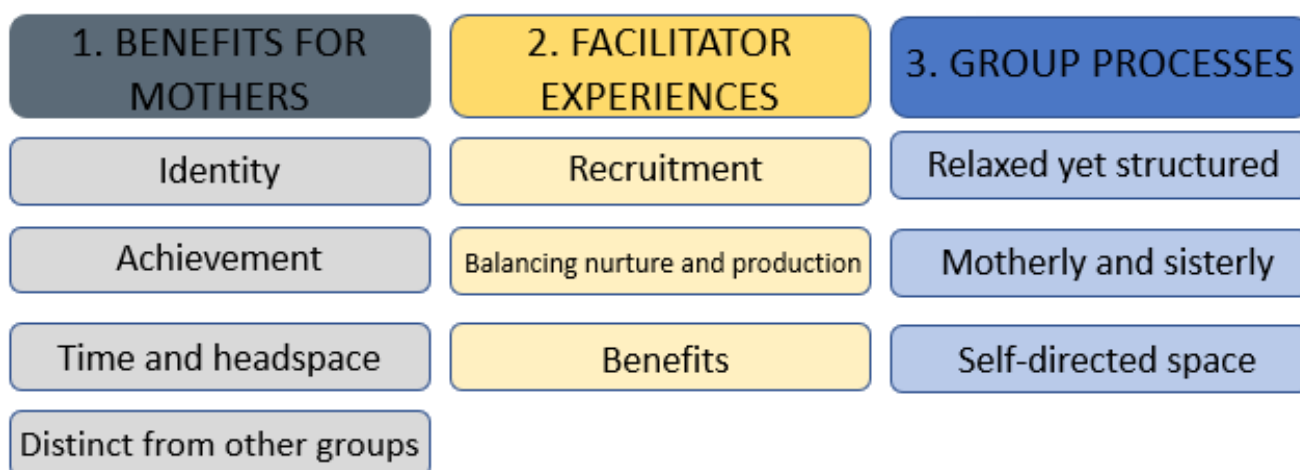 1. BENEFITS FOR
MOTHERS
Identity
Achievement
Time and headspace
Distinct from other groups
2. FACILITATOR
EXPERIENCES
Recruitment
Balancing nurture and production
Benefits
3. GROUP PROCESSES
Relaxed yet structured
Motherly and sisterly
Self-directed space